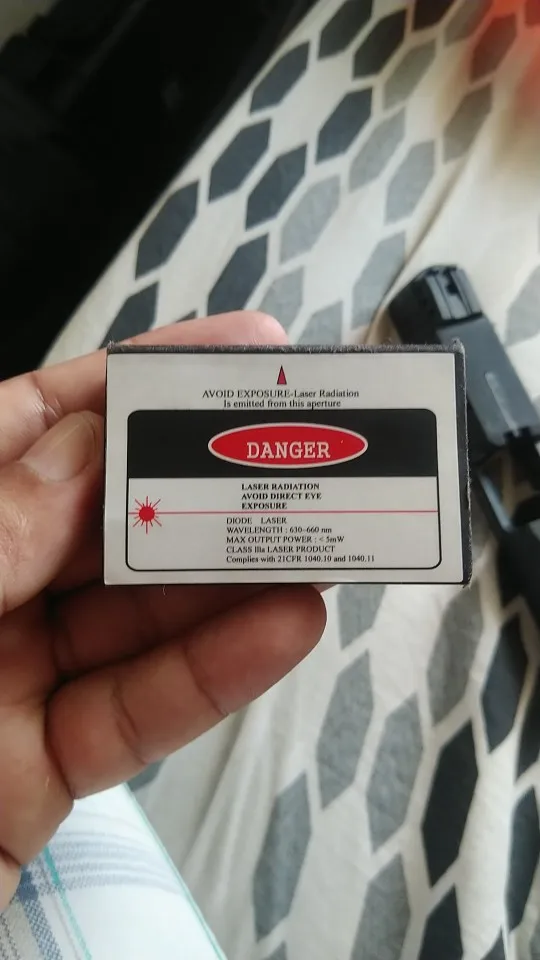 AVOID EXPOSURE-Laser Radiation
Is emitted from this aperture
DANGER
LASER RADIATION
AVOID DIRECT EYE
EXPOSURE
DIODE LASER
WAVELENGTH : 630-660 nm
MAX OUTPUT POWER : < 5mW
CLASS IIIa LASER PRODUCT
Complies with 21CFR 1040.10 and 1040.11